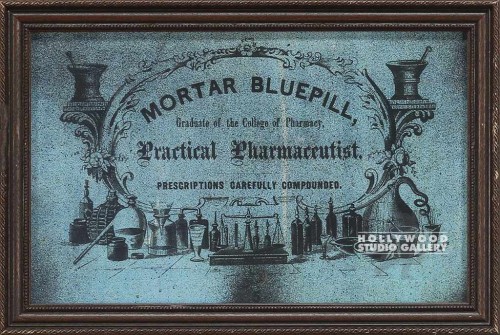 MORTAR BLUEPILL,
Graduate of the College of Pharmacy,
Practical Pharmaceutist.
PRESCRIPTIONS CAREFULLY COMPOUNDED.
HOLLYWOOD
STUDIO GALLERY